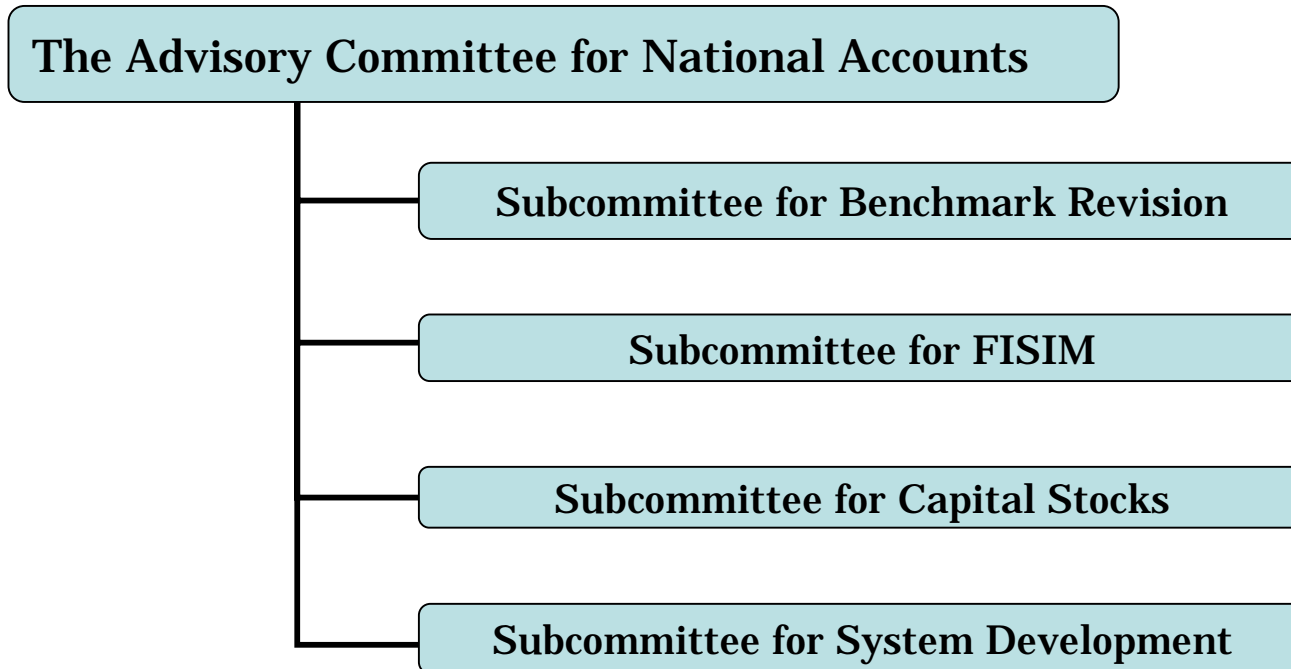 The Advisory Committee for National Accounts
Subcommittee for Benchmark Revision
Subcommittee for FISIM
Subcommittee for Capital Stocks
Subcommittee for System Development